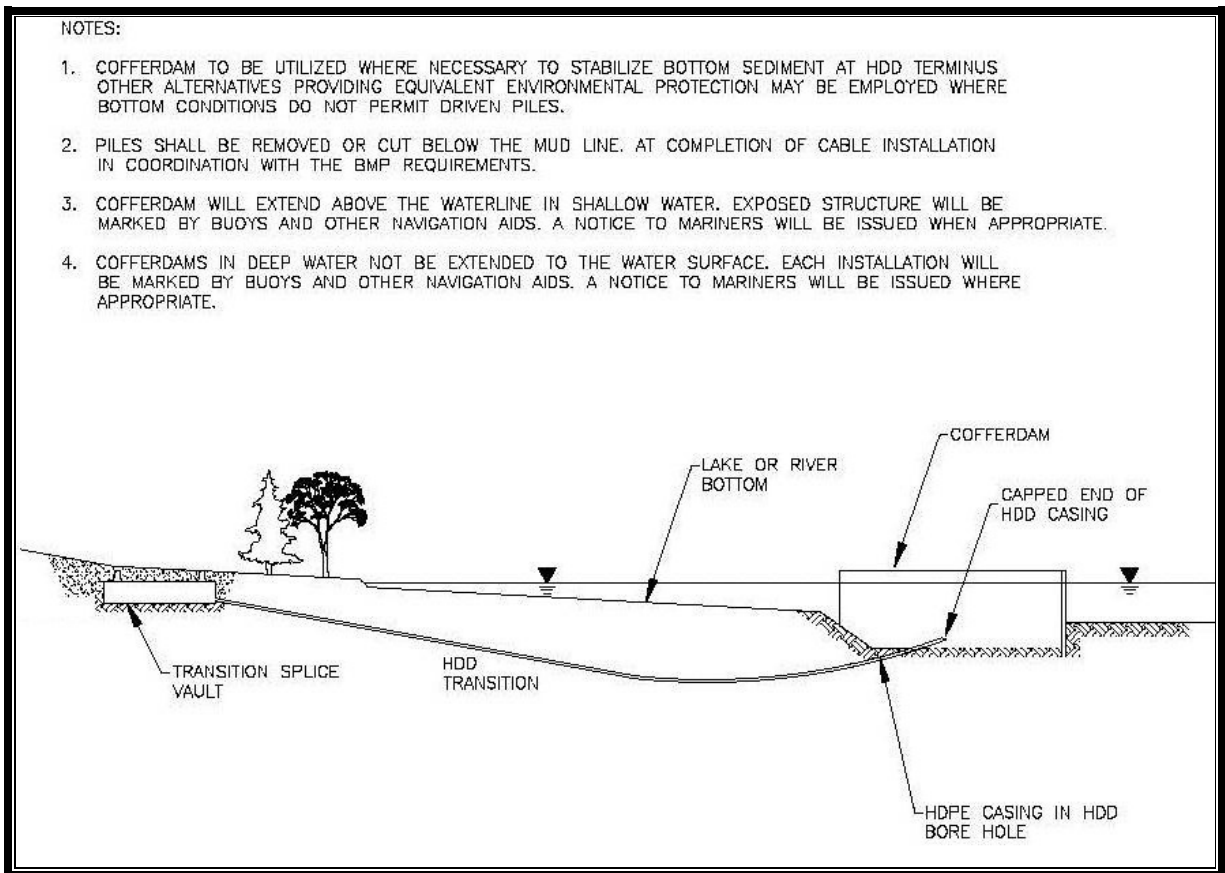 NOTES:
1. COFFERDAM TO BE UTILIZED WHERE NECESSARY TO STABILIZE BOTTOM SEDIMENT AT HDD TERMINUS
OTHER ALTERNATIVES PROVIDING EQUIVALENT ENVIRONMENTAL PROTECTION MAY BE EMPLOYED WHERE
BOTTOM CONDITIONS DO NOT PERMIT DRIVEN PILES.
2. PILES SHALL BE REMOVED OR CUT BELOW THE MUD LINE. AT COMPLETION OF CABLE INSTALLATION
IN COORDINATION WITH THE BMP REQUIREMENTS.
3. COFFERDAM WILL EXTEND ABOVE THE WATERLINE IN SHALLOW WATER. EXPOSED STRUCTURE WILL BE
MARKED BY BUOYS AND OTHER NAVIGATION AIDS. A NOTICE TO MARINERS WILL BE ISSUED WHEN APPROPRIATE.
4. COFFERDAMS IN DEEP WATER NOT BE EXTENDED TO THE WATER SURFACE. EACH INSTALLATION WILL
BE MARKED BY BUOYS AND OTHER NAVIGATION AIDS. A NOTICE TO MARINERS WILL BE ISSUED WHERE
APPROPRIATE.
COFFERDAM
LAKE OR RIVER
BOTTOM
CAPPED END OF
HDD CASING
TRANSITION SPLICE
VAULT
HDD
TRANSITION
HDPE CASING IN HDD
BORE HOLE